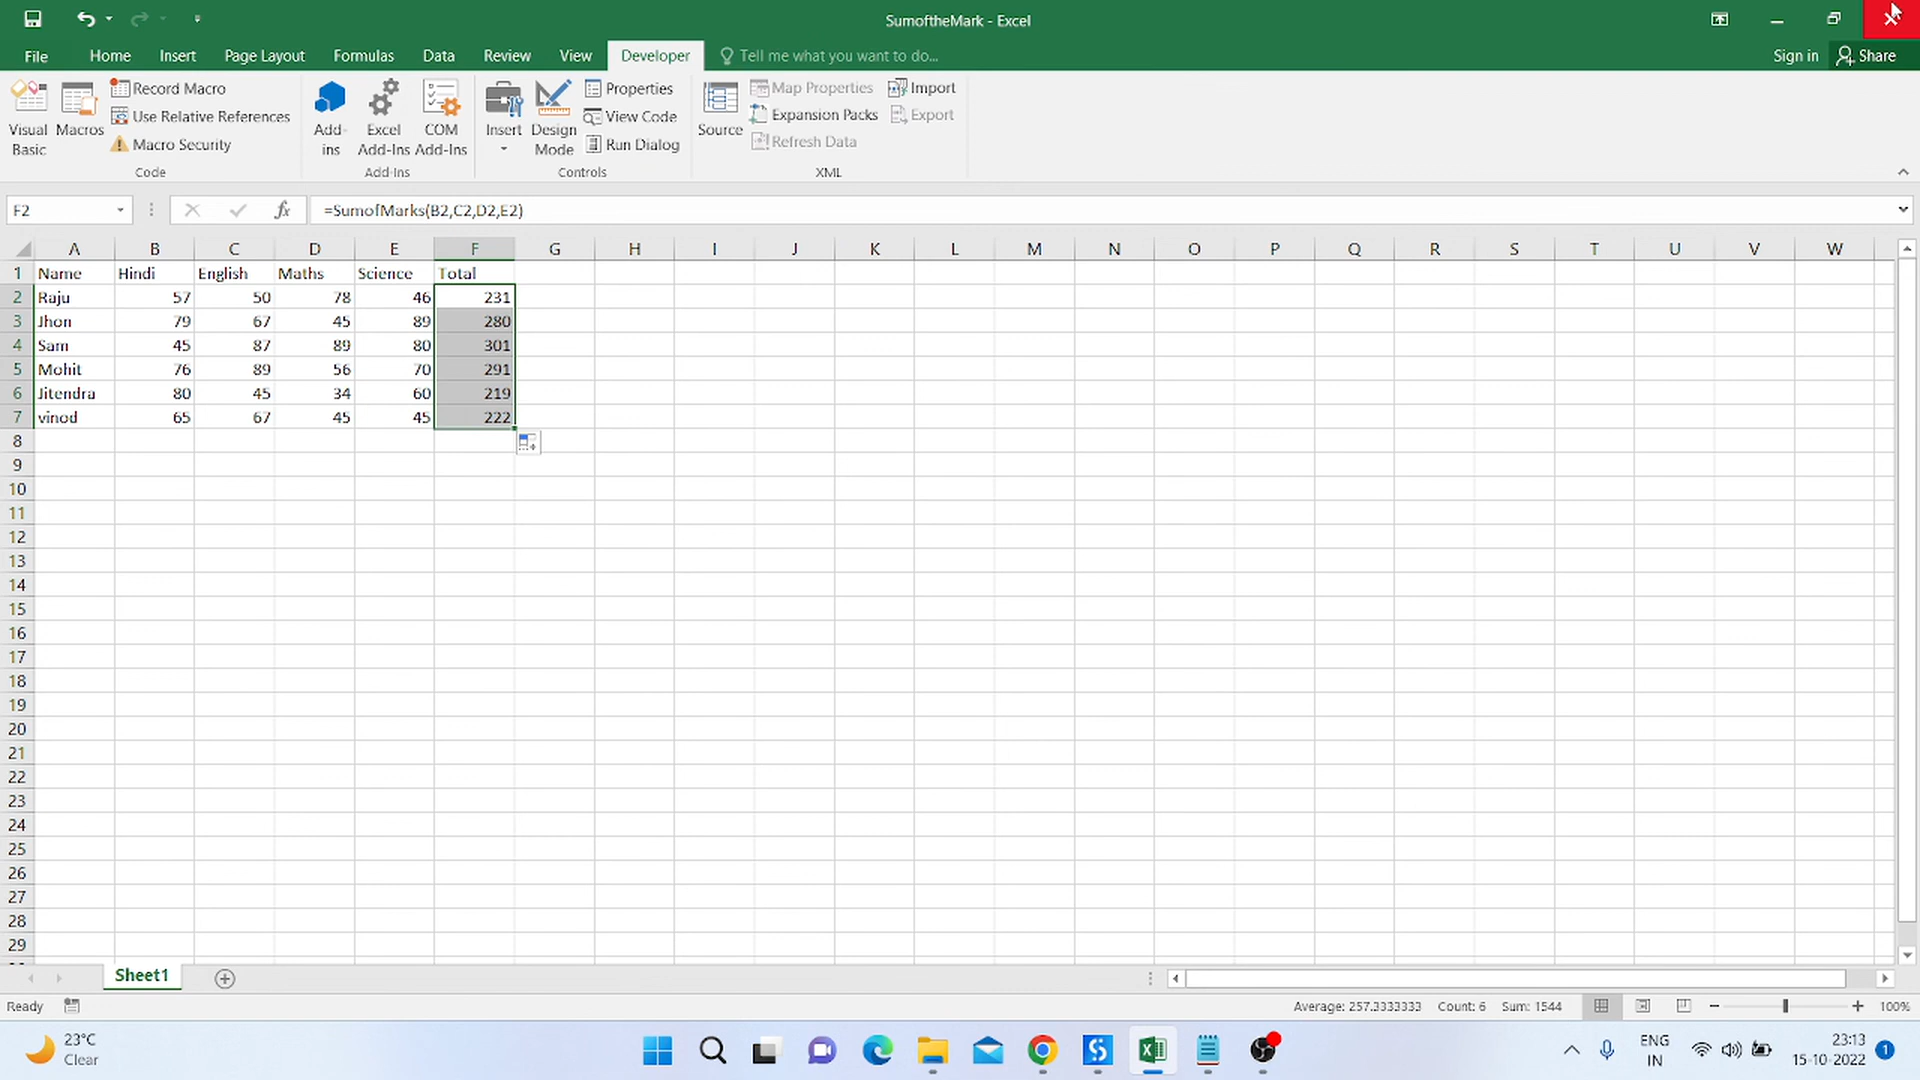 SumoftheMark - Excel
File Home Insert Page Layout Formulas Data Review View Developer Tell me what you want to do... Sign in Share
Visual Basic
Macros
Record Macro
Use Relative References
Macro Security
Code
Add-ins
Excel Add-Ins
COM Add-Ins
Add-Ins
Insert
Design Mode
Properties
View Code
Run Dialog
Controls
Source
Map Properties
Expansion Packs
Refresh Data
Import
Export
XML
F2 fx =SumofMarks(B2,C2,D2,E2)
A B C D E F G H I J K L M N O P Q R S T U V W
1 Name Hindi English Maths Science Total
2 Raju 57 50 78 46 231
3 Jhon 79 67 45 89 280
4 Sam 45 87 89 80 301
5 Mohit 76 89 56 70 291
6 Jitendra 80 45 34 60 219
7 vinod 65 67 45 45 222
8
9
10
11
12
13
14
15
16
17
18
19
20
21
22
23
24
25
26
27
28
29
Sheet1
Ready Average: 257.3333333 Count: 6 Sum: 1544 100%
23°C
Clear
ENG
IN
23:13
15-10-2022
1